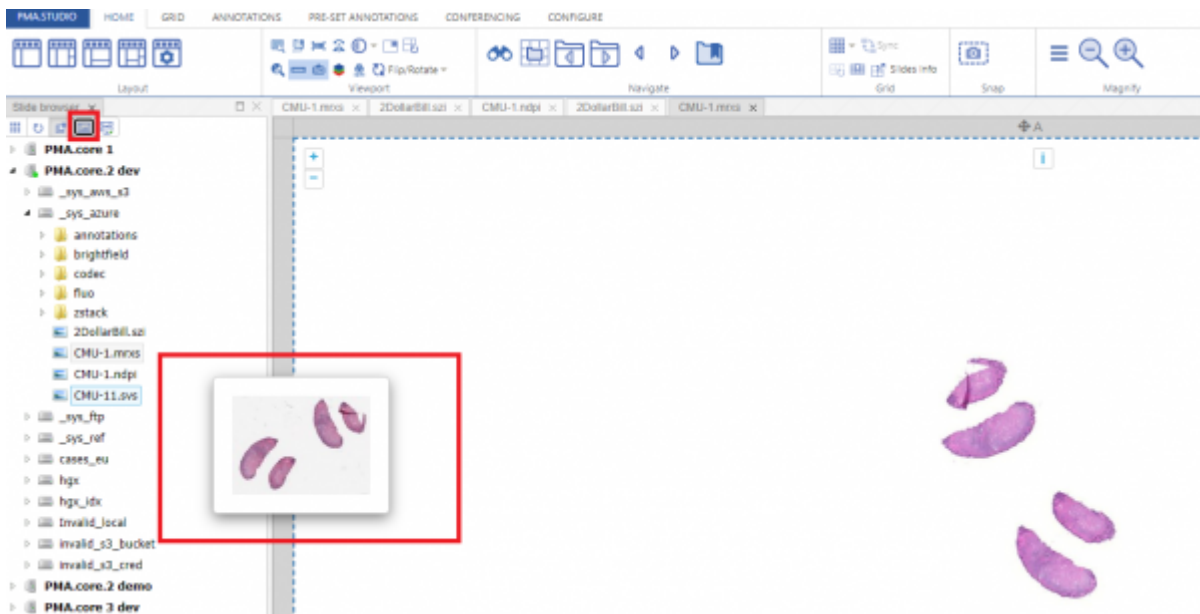 PMA.STUDIO HOME GRID ANNOTATIONS PRE-SET ANNOTATIONS CONFERENCING CONFIGURE
Flip/Rotate
Sync
Slides info
Layout Viewport Navigate Grid Snap Magnify
Slide browser x
CMU-1.mrxs x 2DollarBill.szi x CMU-1.ndpi x 2DollarBill.szi x CMU-1.mrxs x
A
PMA.core 1
PMA.core.2 dev
_sys_aws_s3
_sys_azure
annotations
brightfield
codec
fluo
zstack
2DollarBill.szi
CMU-1.mrxs
CMU-1.ndpi
CMU-11.svs
_sys_ftp
_sys_ref
cases_eu
hgx
hgx_idx
Invalid_local
invalid_s3_bucket
invalid_s3_cred
PMA.core.2 demo
PMA.core 3 dev
+
−
i